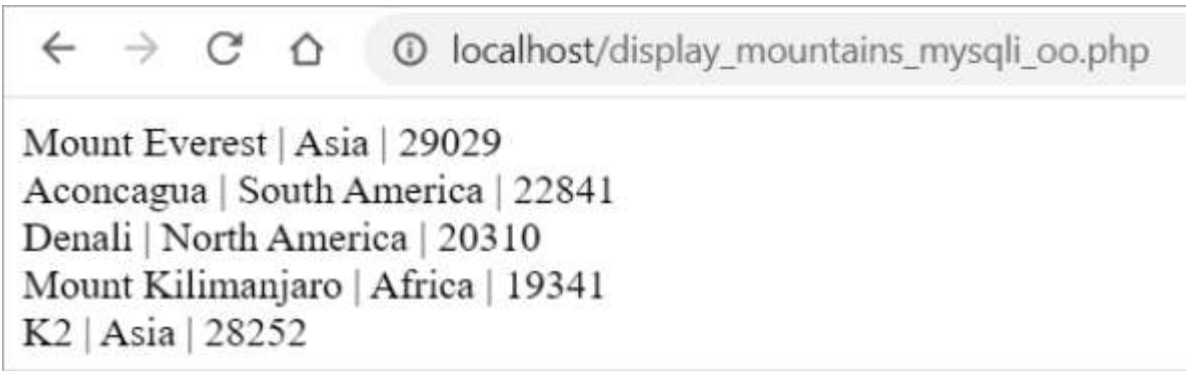 localhost/display_mountains_mysqli_oo.php
Mount Everest | Asia | 29029
Aconcagua | South America | 22841
Denali | North America | 20310
Mount Kilimanjaro | Africa | 19341
K2 | Asia | 28252